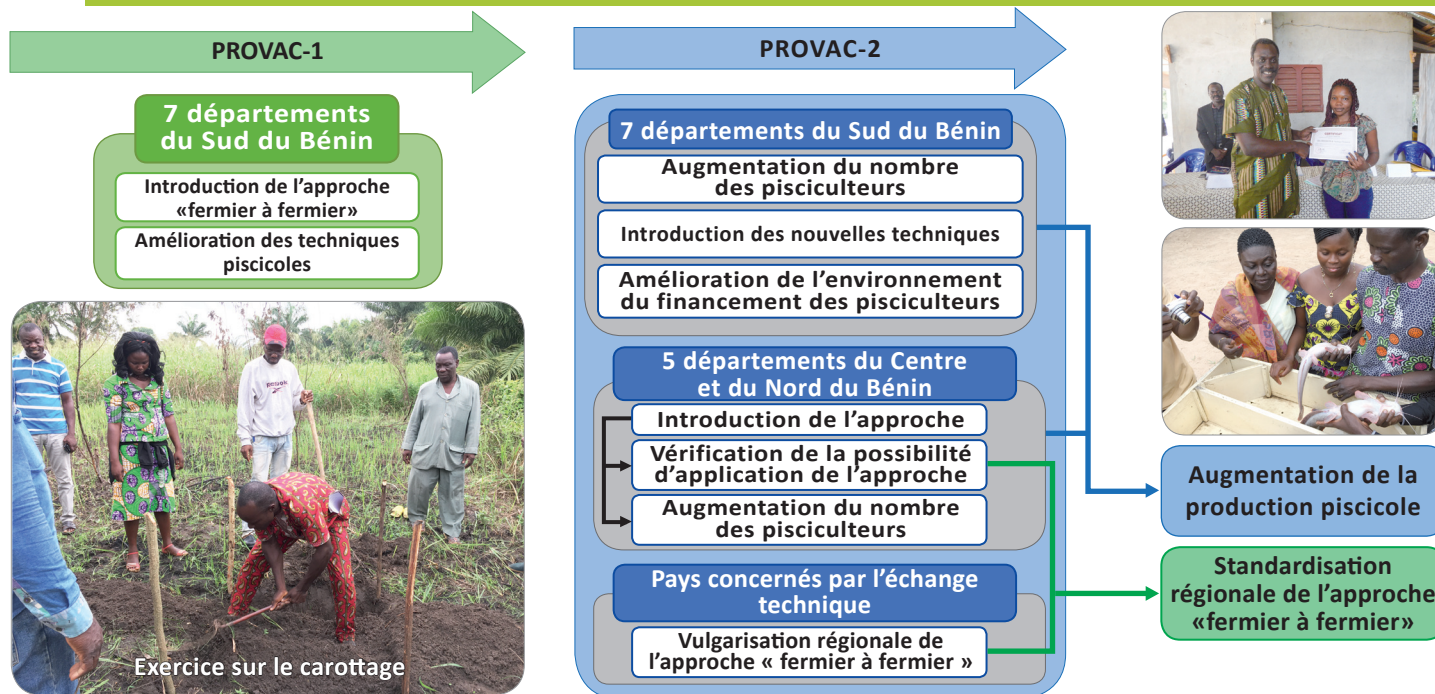 PROVAC-1
7 départements
du Sud du Bénin
Introduction de l'approche
«fermier à fermier»
Amélioration des techniques
piscicoles
Exercice sur le carottage
PROVAC-2
7 départements du Sud du Bénin
Augmentation du nombre
des pisciculteurs
Introduction des nouvelles techniques
Amélioration de l'environnement
du financement des pisciculteurs
5 départements du Centre
et du Nord du Bénin
Introduction de l'approche
Vérification de la possibilité
d'application de l'approche
Augmentation du nombre
des pisciculteurs
Pays concernés par l'échange
technique
Vulgarisation régionale de
l'approche « fermier à fermier »
Augmentation de la
production piscicole
Standardisation
régionale de l'approche
«fermier à fermier»